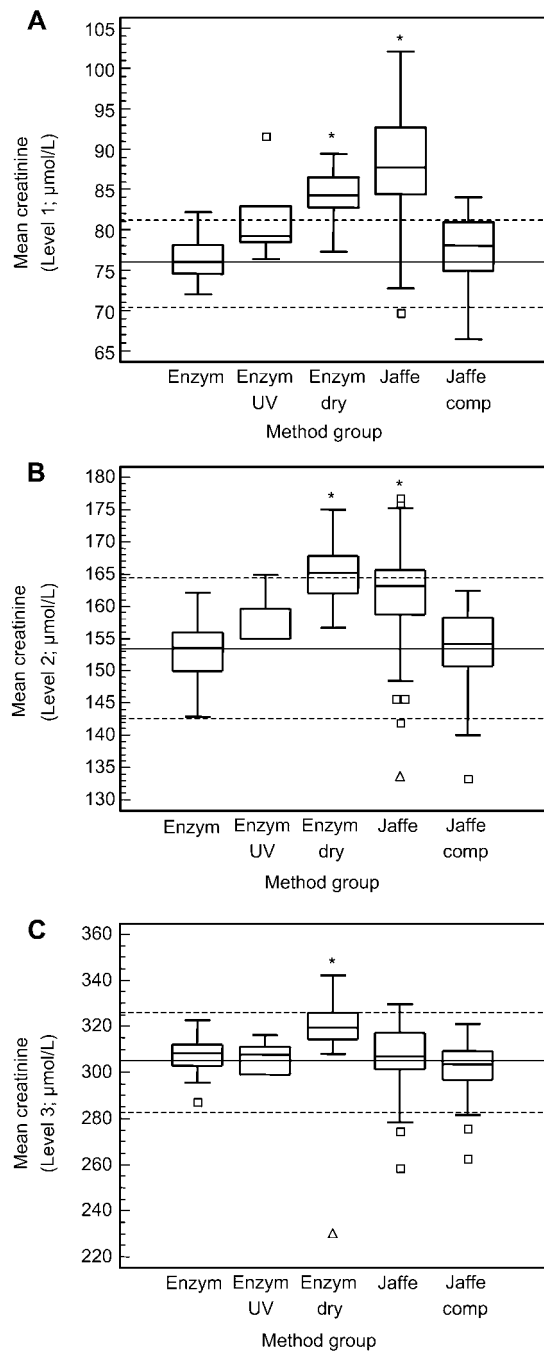 A
105
100
95
90
85
80
75
70
65
Mean creatinine
(Level 1; µmol/L)
*
*
Enzym
Enzym
UV
Enzym
dry
Jaffe
Jaffe
comp
Method group
B
180
175
170
165
160
155
150
145
140
135
130
Mean creatinine
(Level 2; µmol/L)
*
*
Enzym
Enzym
UV
Enzym
dry
Jaffe
Jaffe
comp
Method group
C
360
340
320
300
280
260
240
220
Mean creatinine
(Level 3; µmol/L)
*
Enzym
Enzym
UV
Enzym
dry
Jaffe
Jaffe
comp
Method group